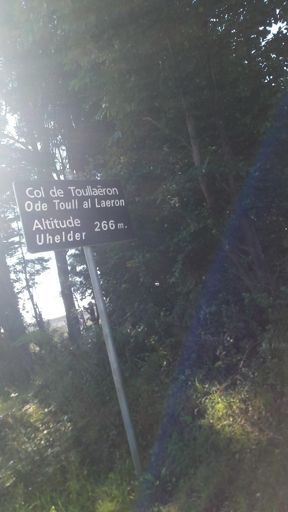 Col de Toullaëron
Ode Toull al Laeron
Altitude 266 m.
Uhelder